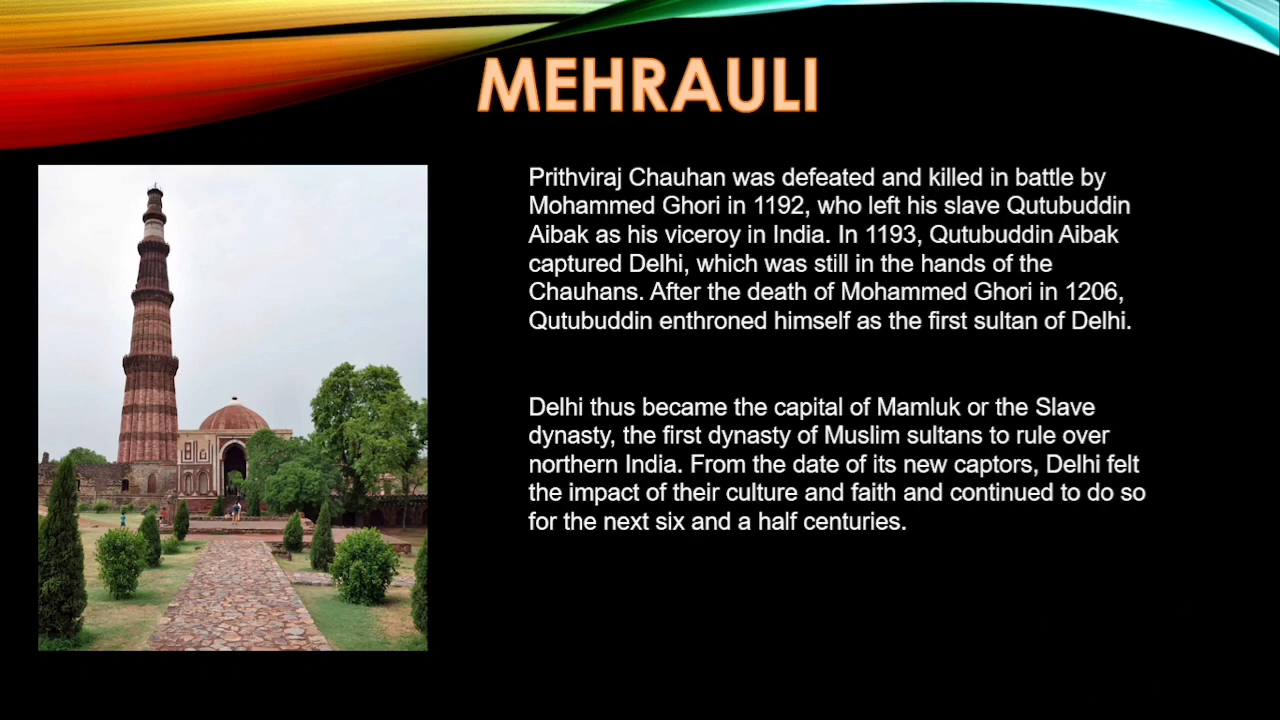 MEHRAULI
Prithviraj Chauhan was defeated and killed in battle by
Mohammed Ghori in 1192, who left his slave Qutubuddin
Aibak as his viceroy in India. In 1193, Qutubuddin Aibak
captured Delhi, which was still in the hands of the
Chauhans. After the death of Mohammed Ghori in 1206,
Qutubuddin enthroned himself as the first sultan of Delhi.
Delhi thus became the capital of Mamluk or the Slave
dynasty, the first dynasty of Muslim sultans to rule over
northern India. From the date of its new captors, Delhi felt
the impact of their culture and faith and continued to do so
for the next six and a half centuries.